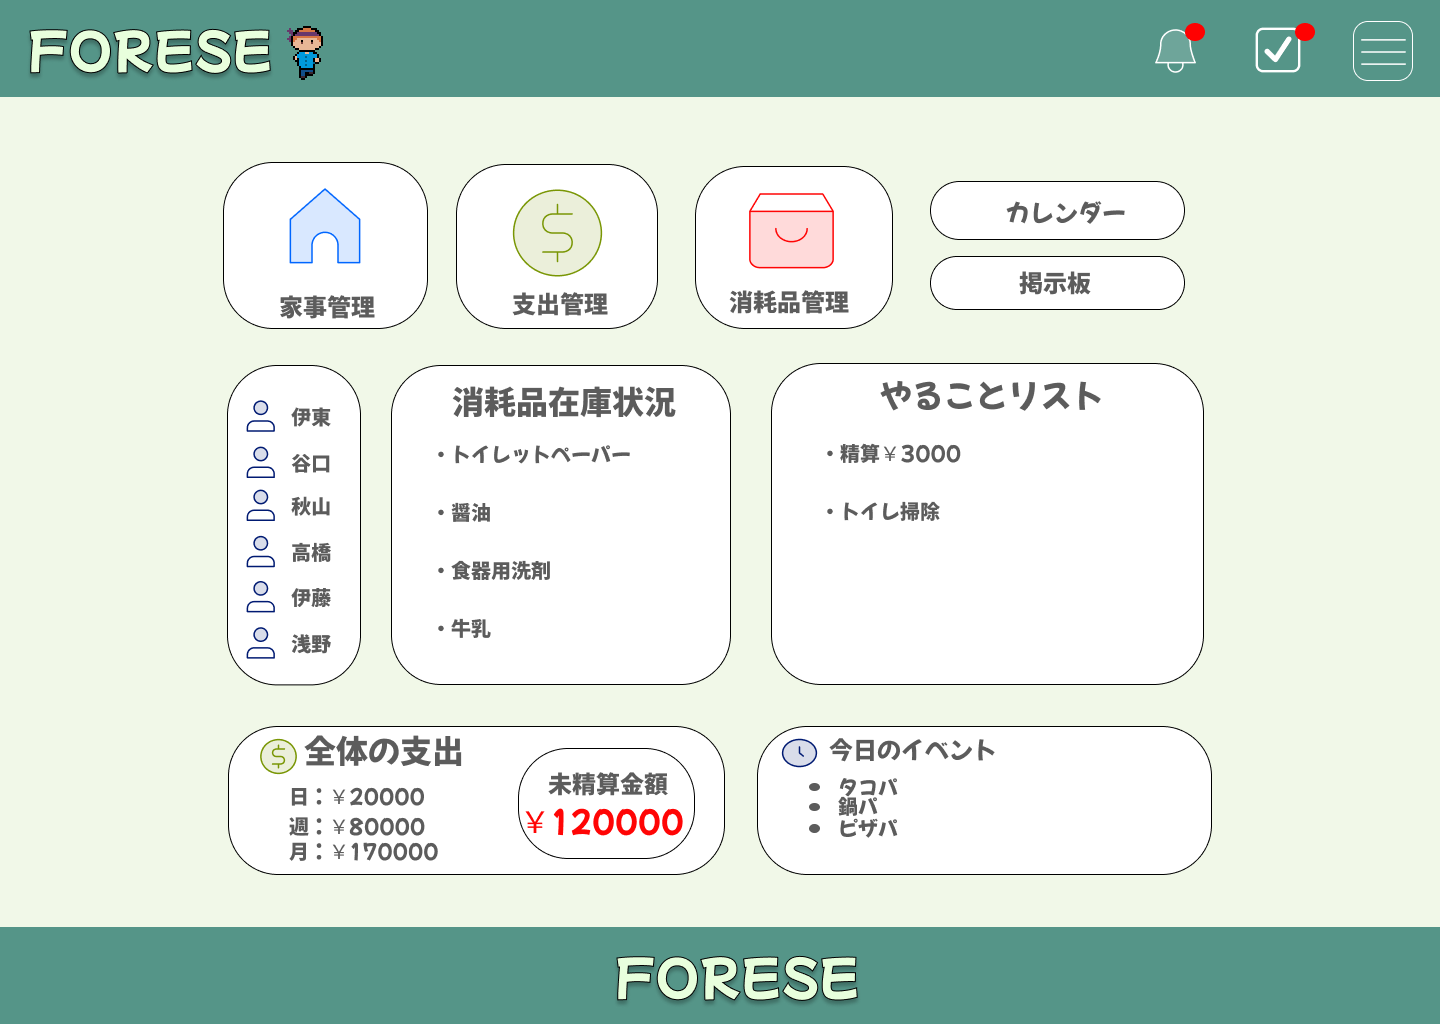 FORESE
家事管理
支出管理
消耗品管理
カレンダー
掲示板
伊東
谷口
秋山
高橋
伊藤
浅野
消耗品在庫状況
・トイレットペーパー
・醤油
・食器用洗剤
・牛乳
やることリスト
・精算￥3000
・トイレ掃除
全体の支出
日：￥20000
週：￥80000
月：￥170000
未精算金額
￥120000
今日のイベント
タコパ
鍋パ
ピザパ
FORESE